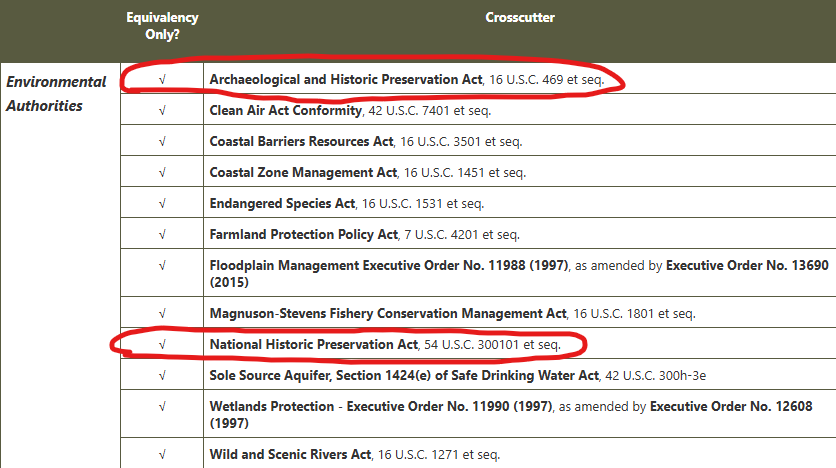 Equivalency Only?
Crosscutter
Environmental Authorities
√ Archaeological and Historic Preservation Act, 16 U.S.C. 469 et seq.
√ Clean Air Act Conformity, 42 U.S.C. 7401 et seq.
√ Coastal Barriers Resources Act, 16 U.S.C. 3501 et seq.
√ Coastal Zone Management Act, 16 U.S.C. 1451 et seq.
√ Endangered Species Act, 16 U.S.C. 1531 et seq.
√ Farmland Protection Policy Act, 7 U.S.C. 4201 et seq.
√ Floodplain Management Executive Order No. 11988 (1997), as amended by Executive Order No. 13690
(2015)
√ Magnuson-Stevens Fishery Conservation Management Act, 16 U.S.C. 1801 et seq.
√ National Historic Preservation Act, 54 U.S.C. 300101 et seq.
√ Sole Source Aquifer, Section 1424(e) of Safe Drinking Water Act, 42 U.S.C. 300h-3e
√ Wetlands Protection - Executive Order No. 11990 (1997), as amended by Executive Order No. 12608
(1997)
√ Wild and Scenic Rivers Act, 16 U.S.C. 1271 et seq.